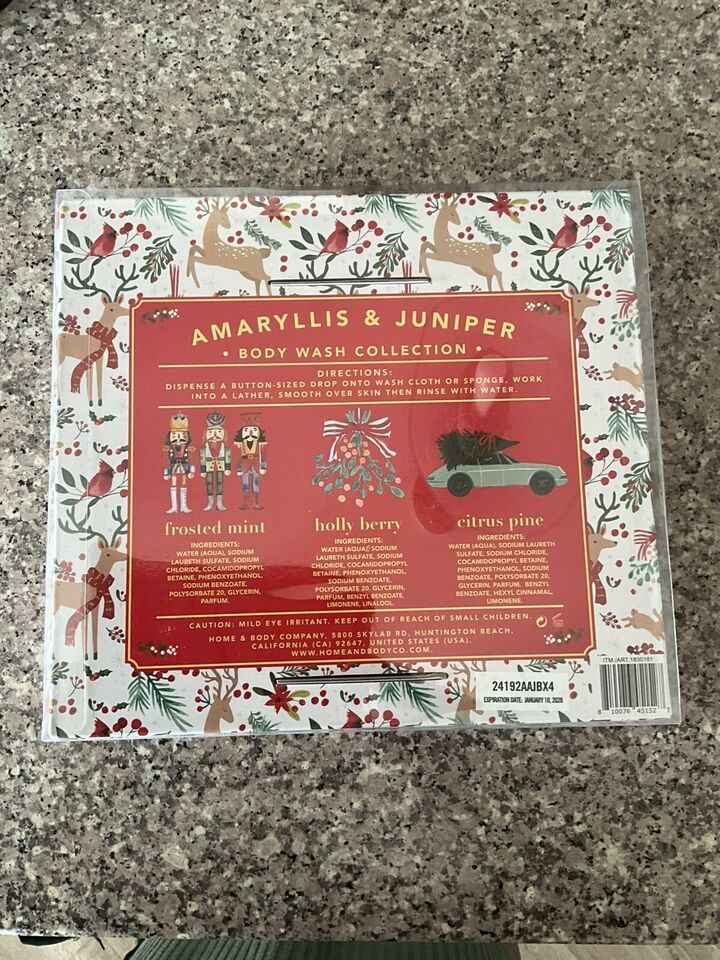 AMARYLLIS & JUNIPER
• BODY WASH COLLECTION •
DIRECTIONS:
DISPENSE A BUTTON-SIZED DROP ONTO WASH CLOTH OR SPONGE, WORK
INTO A LATHER, SMOOTH OVER SKIN THEN RINSE WITH WATER.
frosted mint
INGREDIENTS:
WATER (AQUA), SODIUM
LAURETH SULFATE, SODIUM
CHLORIDE, COCAMIDOPROPYL
BETAINE, PHENOXYETHANOL,
SODIUM BENZOATE,
POLYSORBATE 20, GLYCERIN,
PARFUM.
holly berry
INGREDIENTS:
WATER (AQUA), SODIUM
LAURETH SULFATE, SODIUM
CHLORIDE, COCAMIDOPROPYL
BETAINE, PHENOXYETHANOL,
SODIUM BENZOATE,
POLYSORBATE 20, GLYCERIN,
PARFUM, BENZYL BENZOATE,
LIMONENE, LINALOOL.
citrus pine
INGREDIENTS:
WATER (AQUA), SODIUM LAURETH
SULFATE, SODIUM CHLORIDE,
COCAMIDOPROPYL BETAINE,
PHENOXYETHANOL, SODIUM
BENZOATE, POLYSORBATE 20,
GLYCERIN, PARFUM, BENZYL
BENZOATE, HEXYL CINNAMAL,
LIMONENE.
CAUTION: MILD EYE IRRITANT. KEEP OUT OF REACH OF SMALL CHILDREN.
HOME & BODY COMPANY, 5800 SKYLAB RD, HUNTINGTON BEACH,
CALIFORNIA (CA) 92647, UNITED STATES (USA).
WWW.HOMEANDBODYCO.COM.
ITM./ART.1830161
24192AAJBX4
EXPIRATION DATE: JANUARY 10, 2028
8 10076 45152 7